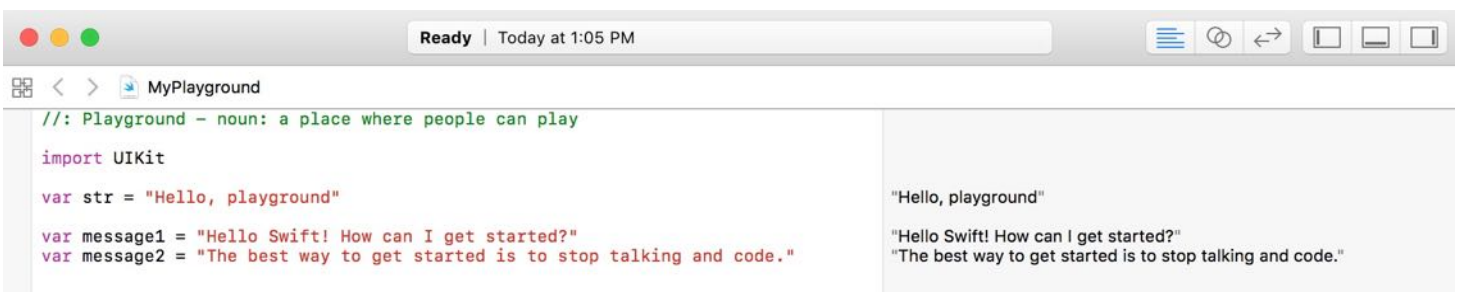 Ready | Today at 1:05 PM
MyPlayground
//: Playground – noun: a place where people can play
import UIKit
var str = "Hello, playground"
"Hello, playground"
var message1 = "Hello Swift! How can I get started?"
"Hello Swift! How can I get started?"
var message2 = "The best way to get started is to stop talking and code."
"The best way to get started is to stop talking and code."